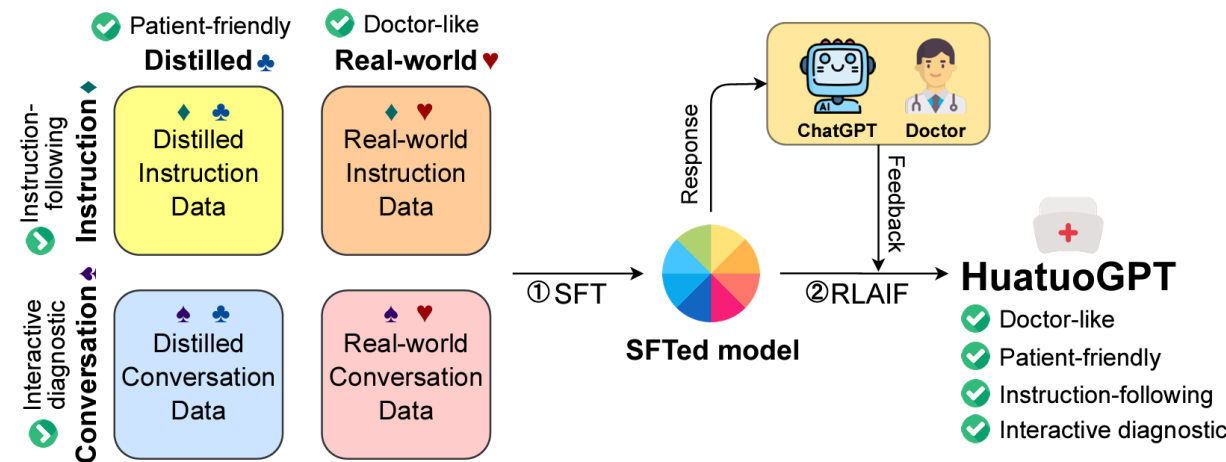 Patient-friendly
Doctor-like
Distilled ♣
Real-world ♥
Instruction-
following
Instruction ♦
♦ ♣
Distilled
Instruction
Data
♦ ♥
Real-world
Instruction
Data
Interactive
diagnostic
Conversation ♠
♠ ♣
Distilled
Conversation
Data
♠ ♥
Real-world
Conversation
Data
①SFT
SFTed model
Response
AI
ChatGPT
Doctor
Feedback
②RLAIF
HuatuoGPT
Doctor-like
Patient-friendly
Instruction-following
Interactive diagnostic